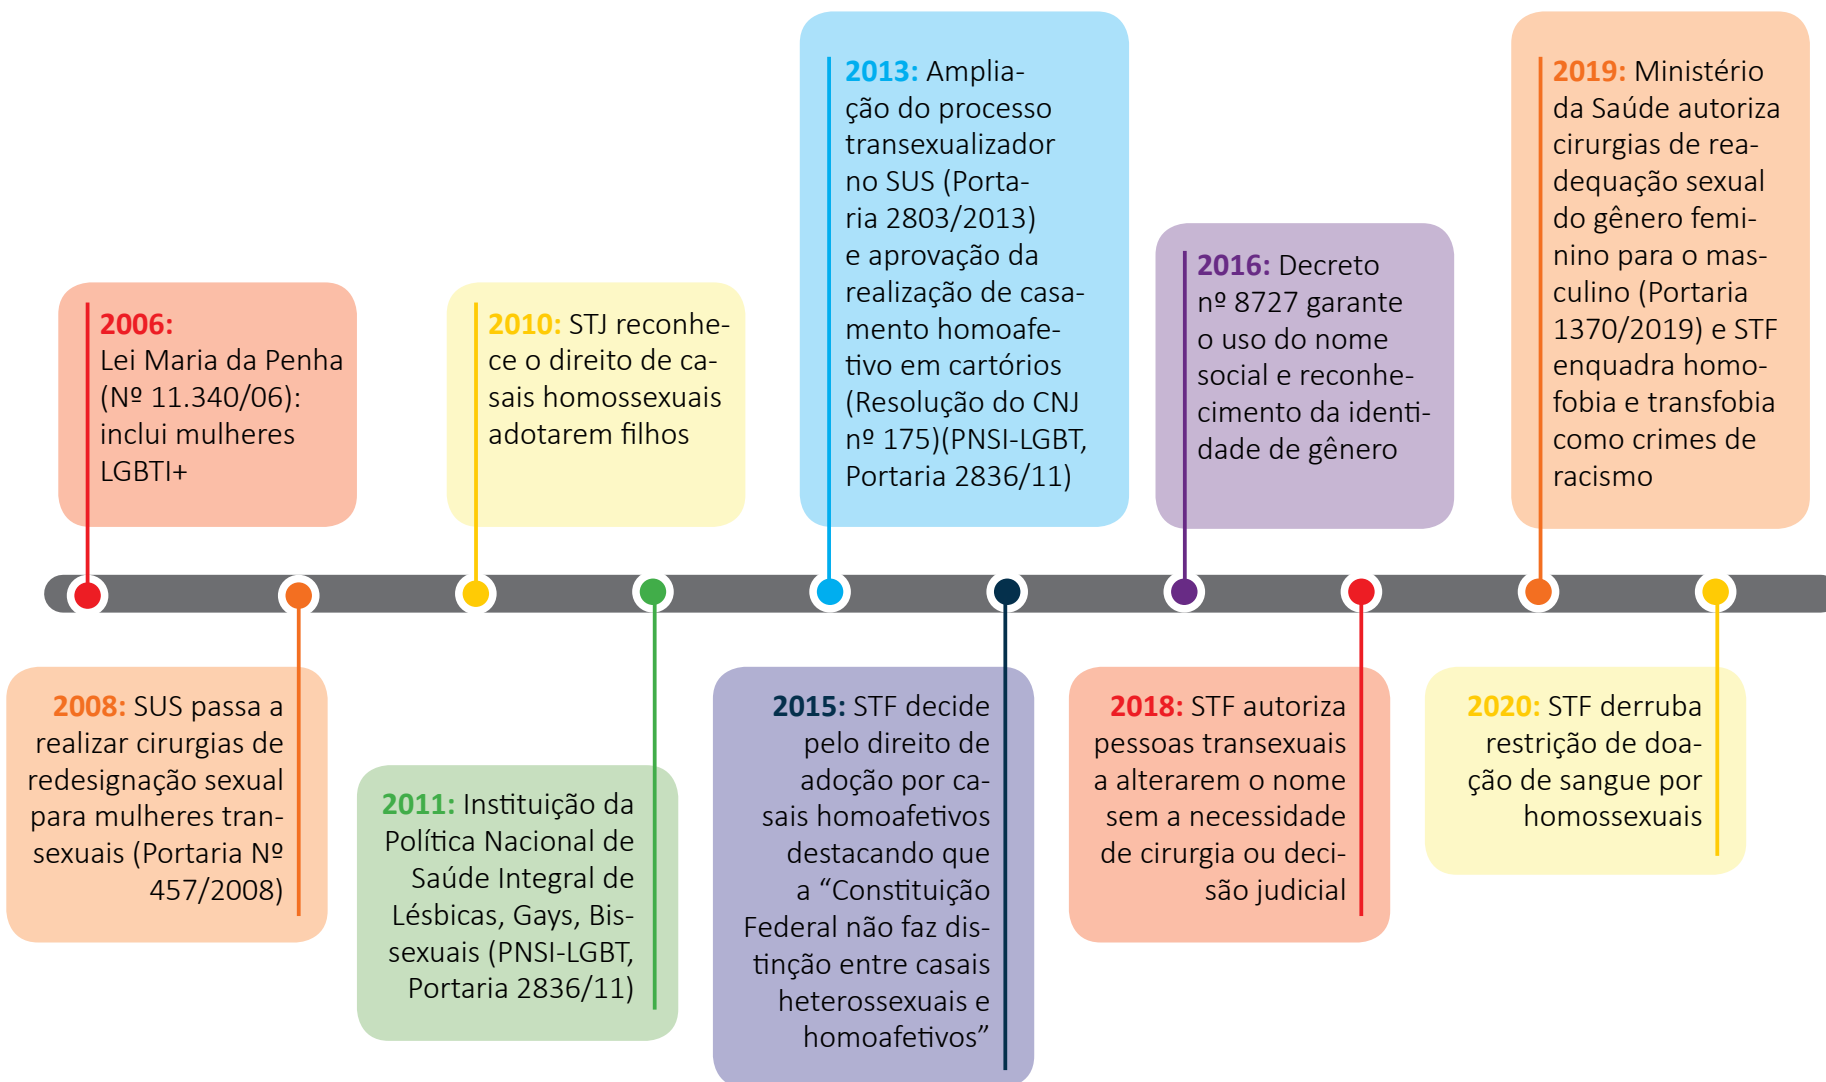 2006:
Lei Maria da Penha
(Nº 11.340/06):
inclui mulheres
LGBTI+
2008: SUS passa a
realizar cirurgias de
redesignação sexual
para mulheres tran-
sexuais (Portaria Nº
457/2008)
2010: STJ reconhe-
ce o direito de ca-
sais homossexuais
adotarem filhos
2011: Instituição da
Política Nacional de
Saúde Integral de
Lésbicas, Gays, Bis-
sexuais (PNSI-LGBT,
Portaria 2836/11)
2013: Amplia-
ção do processo
transexualizador
no SUS (Porta-
ria 2803/2013)
e aprovação da
realização de casa-
mento homoafe-
tivo em cartórios
(Resolução do CNJ
nº 175)(PNSI-LGBT,
Portaria 2836/11)
2015: STF decide
pelo direito de
adoção por ca-
sais homoafetivos
destacando que
a “Constituição
Federal não faz dis-
tinção entre casais
heterossexuais e
homoafetivos”
2016: Decreto
nº 8727 garante
o uso do nome
social e reconhe-
cimento da identi-
dade de gênero
2018: STF autoriza
pessoas transexuais
a alterarem o nome
sem a necessidade
de cirurgia ou deci-
são judicial
2019: Ministério
da Saúde autoriza
cirurgias de rea-
dequação sexual
do gênero femi-
nino para o mas-
culino (Portaria
1370/2019) e STF
enquadra homo-
fobia e transfobia
como crimes de
racismo
2020: STF derruba
restrição de doa-
ção de sangue por
homossexuais